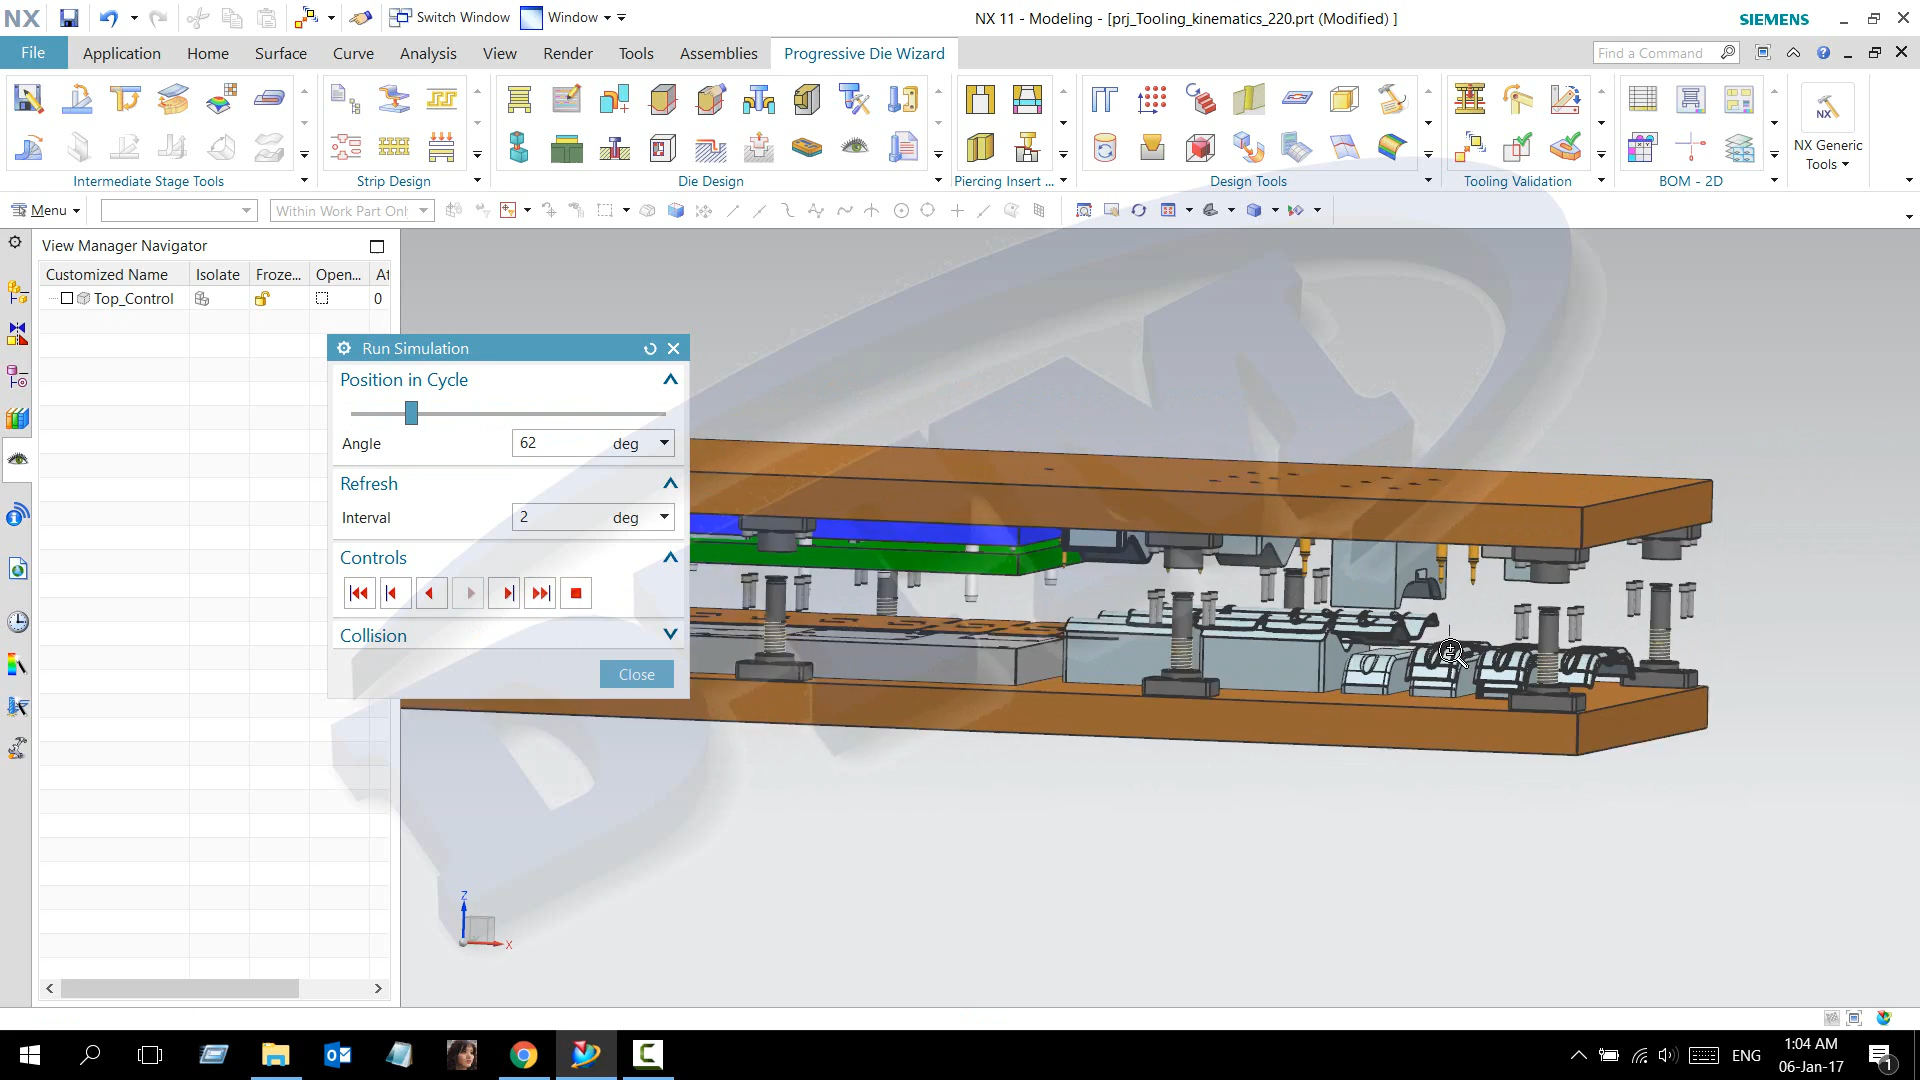 NX
Switch Window
Window
NX 11 - Modeling - [prj_Tooling_kinematics_220.prt (Modified) ]
SIEMENS
File
Application
Home
Surface
Curve
Analysis
View
Render
Tools
Assemblies
Progressive Die Wizard
Find a Command
NX Generic
Tools
Intermediate Stage Tools
Strip Design
Die Design
Piercing Insert ...
Design Tools
Tooling Validation
BOM - 2D
Menu
Within Work Part Onl
View Manager Navigator
Customized Name
Isolate
Froze...
Open...
At
Top_Control
0
Run Simulation
Position in Cycle
Angle
62
deg
Refresh
Interval
2
deg
Controls
Collision
Close
Z
X
ENG
1:04 AM
06-Jan-17
1